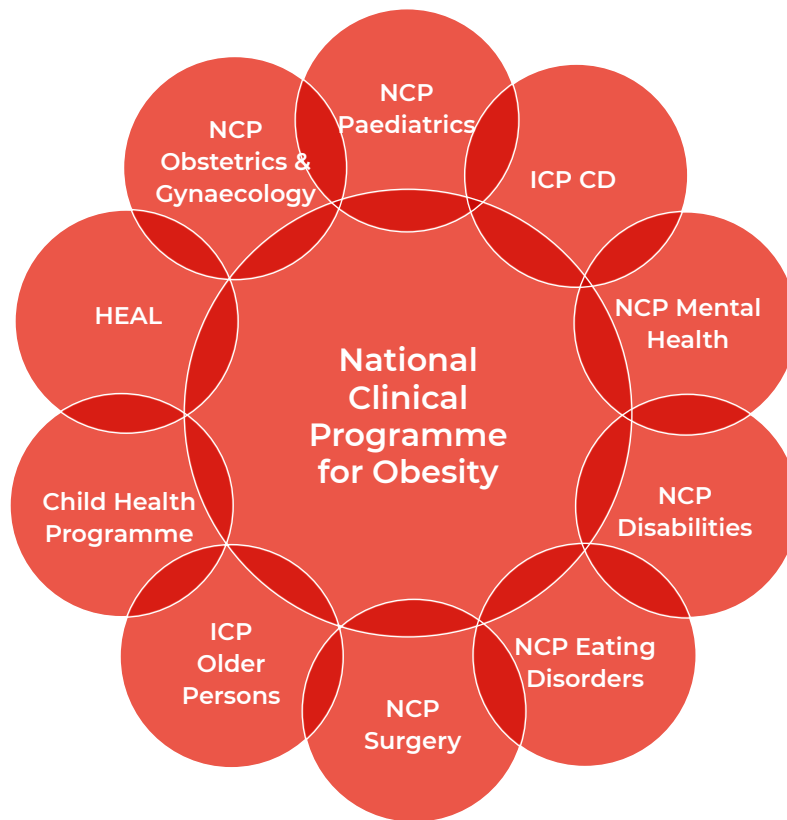 NCP
Paediatrics
NCP
Obstetrics &
Gynaecology
ICP CD
HEAL
NCP Mental
Health
National
Clinical
Programme
for Obesity
Child Health
Programme
NCP
Disabilities
ICP
Older
Persons
NCP Eating
Disorders
NCP
Surgery